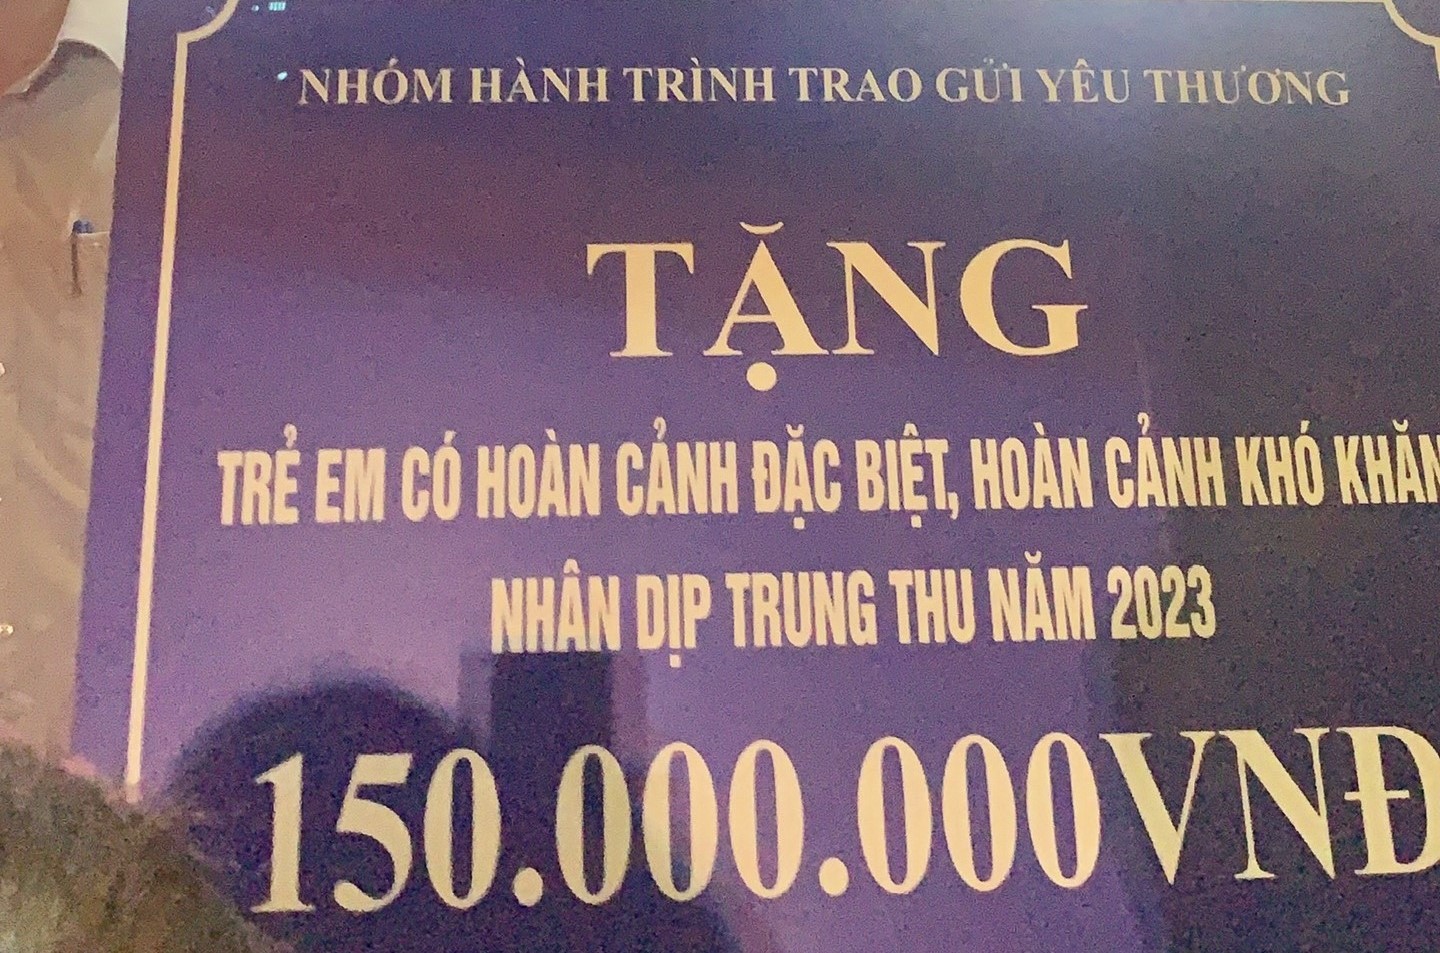 NHÓM HÀNH TRÌNH TRAO GỬI YÊU THƯƠNG
TẶNG
TRẺ EM CÓ HOÀN CẢNH ĐẶC BIỆT, HOÀN CẢNH KHÓ KHĂN
NHÂN DỊP TRUNG THU NĂM 2023
150.000.000VNĐ